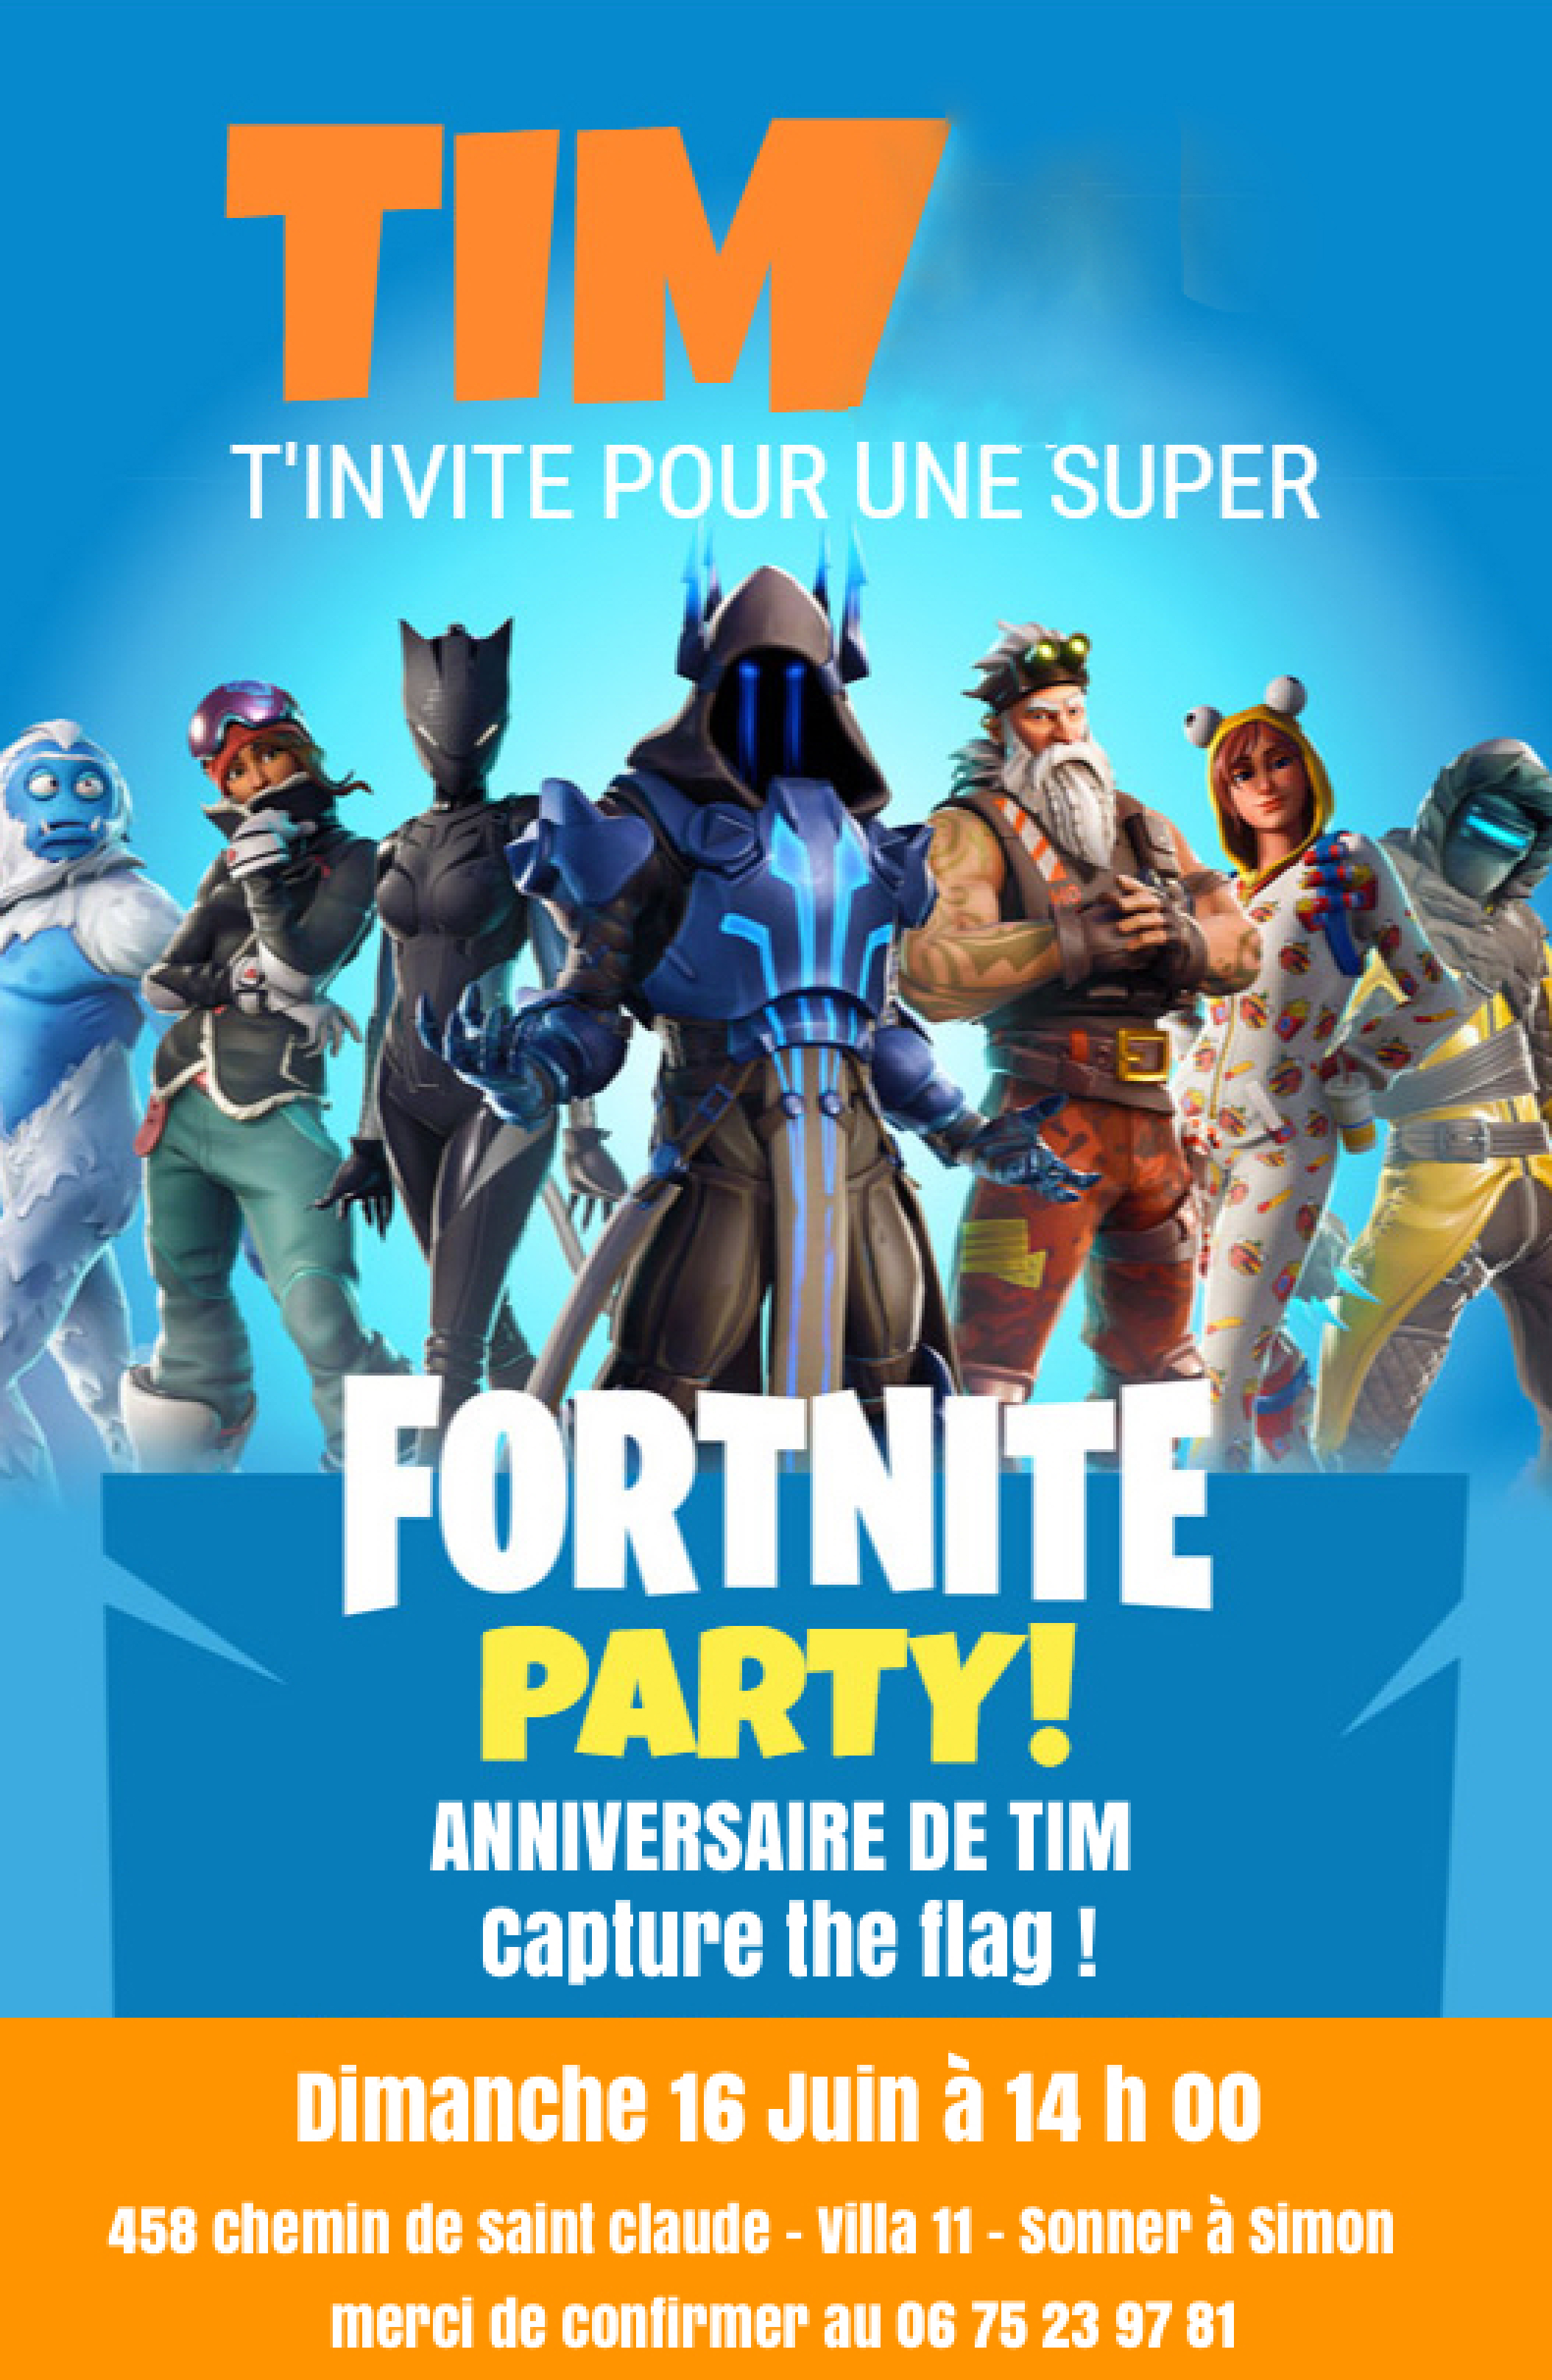 TIM
T'INVITE POUR UNE SUPER
FORTNITE
PARTY!
ANNIVERSAIRE DE TIM
Capture the flag !
Dimanche 16 Juin à 14 h 00
458 chemin de saint claude - Villa 11 - Sonner à Simon
merci de confirmer au 06 75 23 97 81